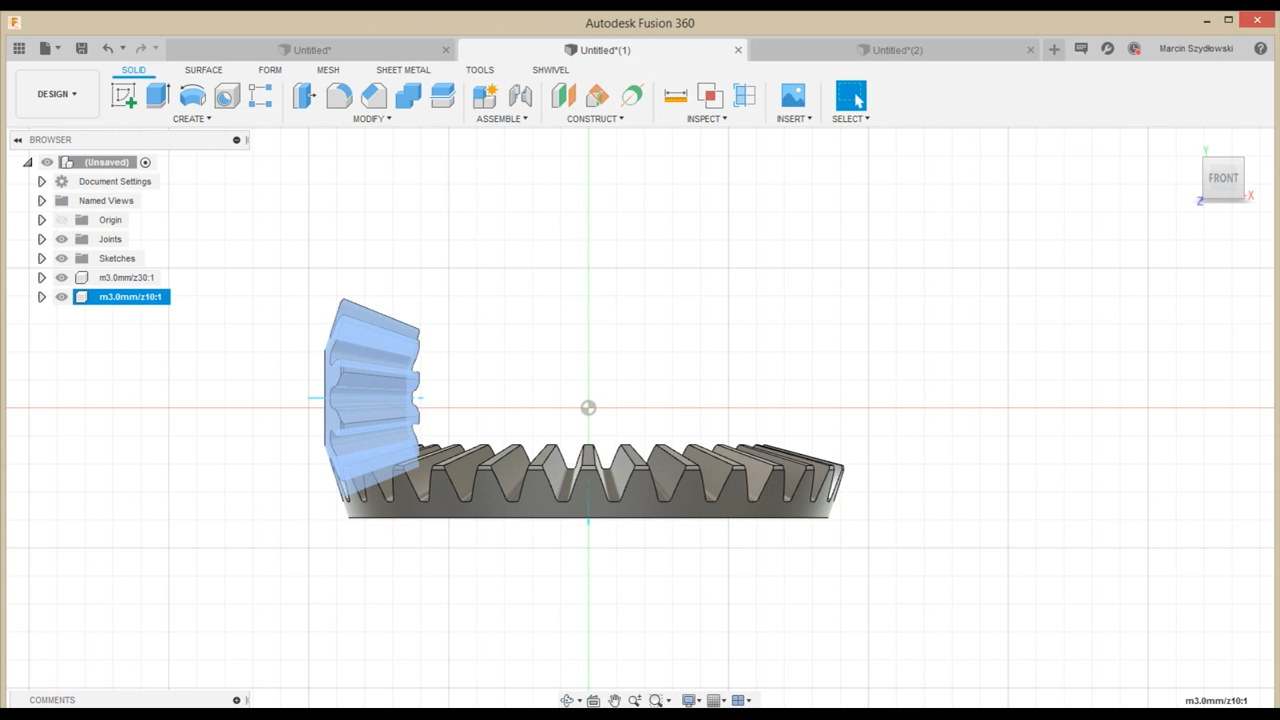 Autodesk Fusion 360
Untitled*
Untitled*(1)
Untitled*(2)
Marcin Szydłowski
SOLID SURFACE FORM MESH SHEET METAL TOOLS SHWIVEL
DESIGN
CREATE MODIFY ASSEMBLE CONSTRUCT INSPECT INSERT SELECT
BROWSER
(Unsaved)
Document Settings
Named Views
Origin
Joints
Sketches
m3.0mm/z30:1
m3.0mm/z10:1
Y
FRONT
X
Z
COMMENTS
m3.0mm/z10:1